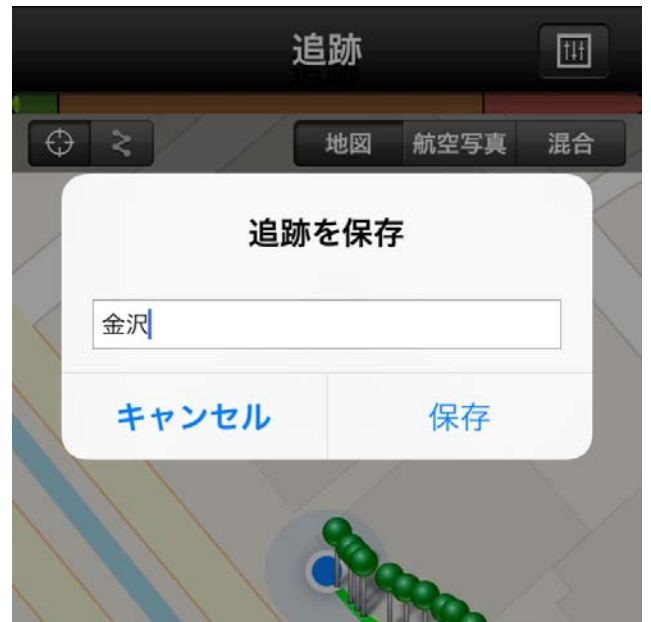 追跡
地図 航空写真 混合
追跡を保存
金沢
キャンセル 保存